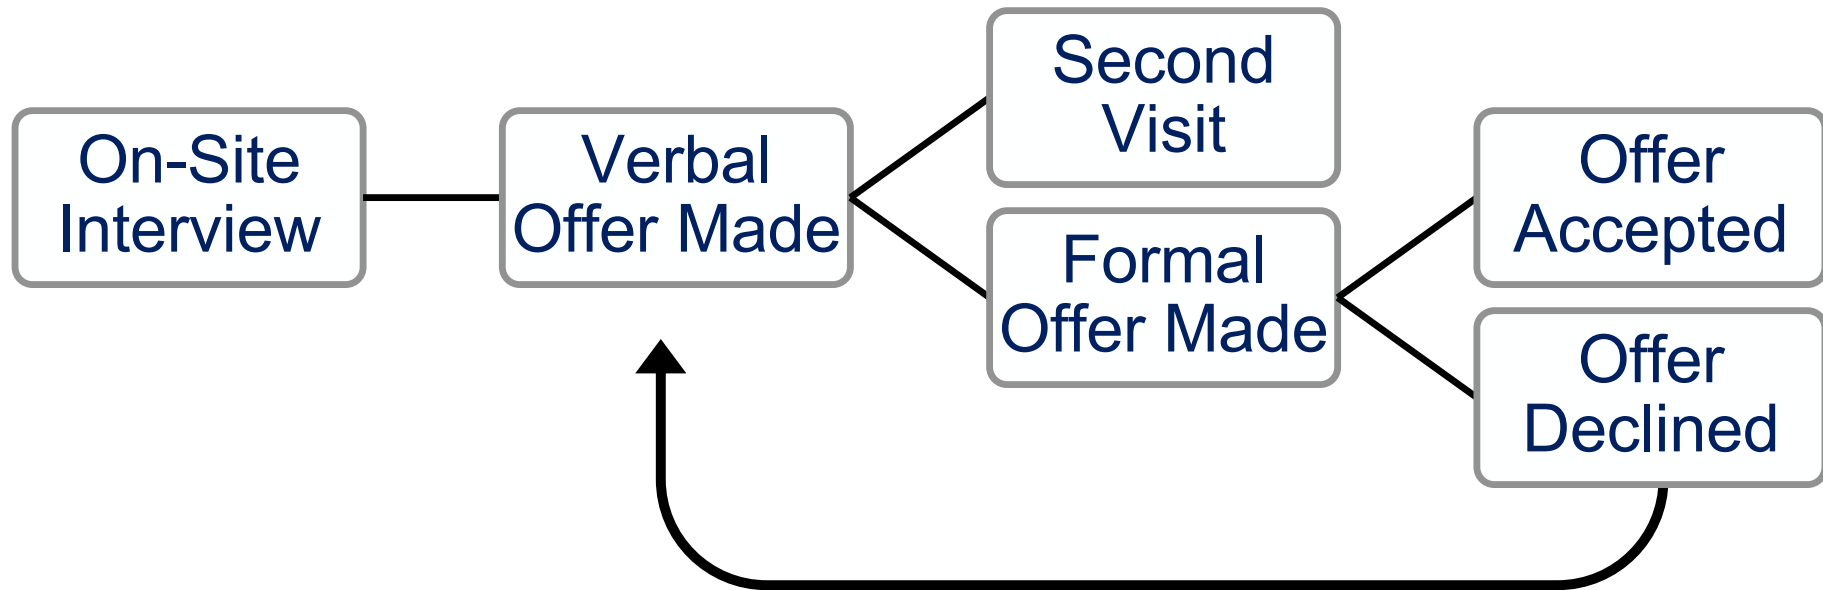 On-Site
Interview
Verbal
Offer Made
Second
Visit
Formal
Offer Made
Offer
Accepted
Offer
Declined